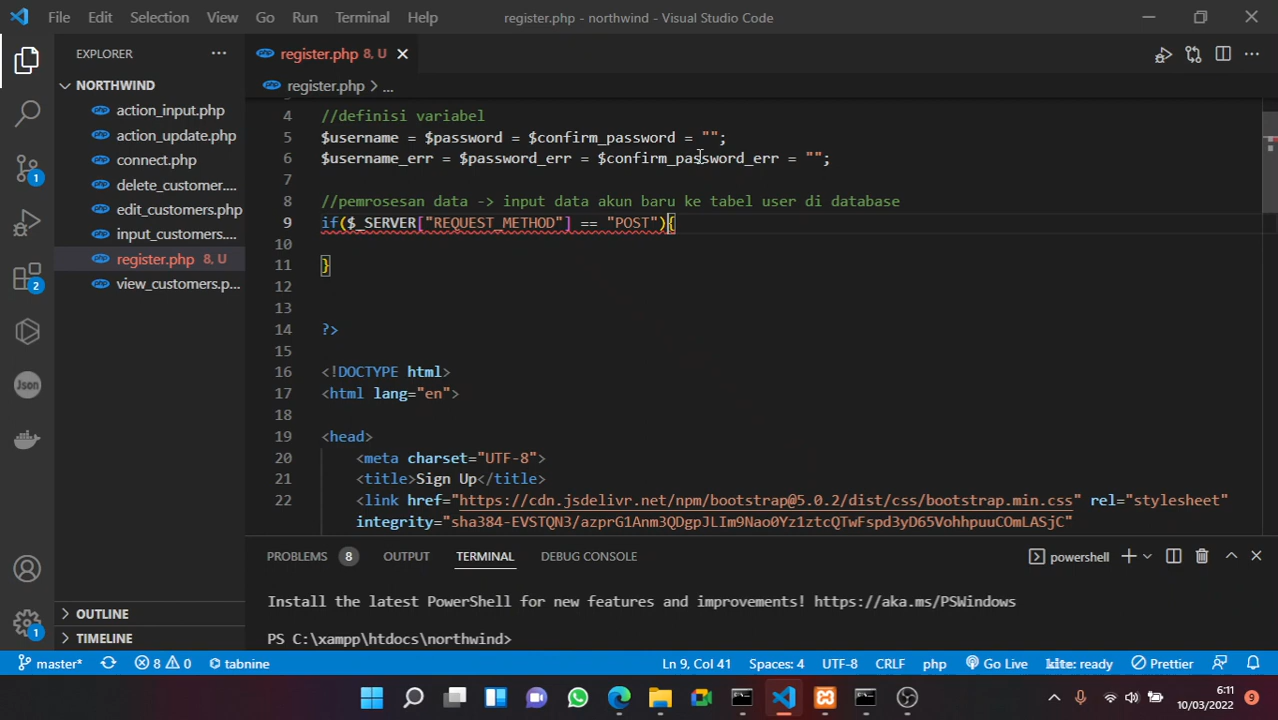 File Edit Selection View Go Run Terminal Help register.php - northwind - Visual Studio Code
EXPLORER ···
register.php 8, U
NORTHWIND
register.php > ...
action_input.php
action_update.php
connect.php
delete_customer....
edit_customer.php
input_customers....
register.php 8, U
view_customers.p...
4 //definisi variabel
5 $username = $password = $confirm_password = "";
6 $username_err = $password_err = $confirm_password_err = "";
7
8 //pemrosesan data -> input data akun baru ke tabel user di database
9 if($_SERVER["REQUEST_METHOD"] == "POST"){
10
11 }
12
13
14 ?>
15
16 <!DOCTYPE html>
17 <html lang="en">
18
19 <head>
20 <meta charset="UTF-8">
21 <title>Sign Up</title>
22 <link href="https://cdn.jsdelivr.net/npm/bootstrap@5.0.2/dist/css/bootstrap.min.css" rel="stylesheet"
integrity="sha384-EVSTQN3/azprG1Anm3QDgpJLIm9Nao0Yz1ztcQTwFspd3yD65VohhpuuCOmLASjC"
1
2
Json
1
PROBLEMS 8 OUTPUT TERMINAL DEBUG CONSOLE powershell
Install the latest PowerShell for new features and improvements! https://aka.ms/PSWindows
PS C:\xampp\htdocs\northwind>
OUTLINE
TIMELINE
master* 8 0 tabnine Ln 9, Col 41 Spaces: 4 UTF-8 CRLF php Go Live kite: ready Prettier
6:11
10/03/2022
9